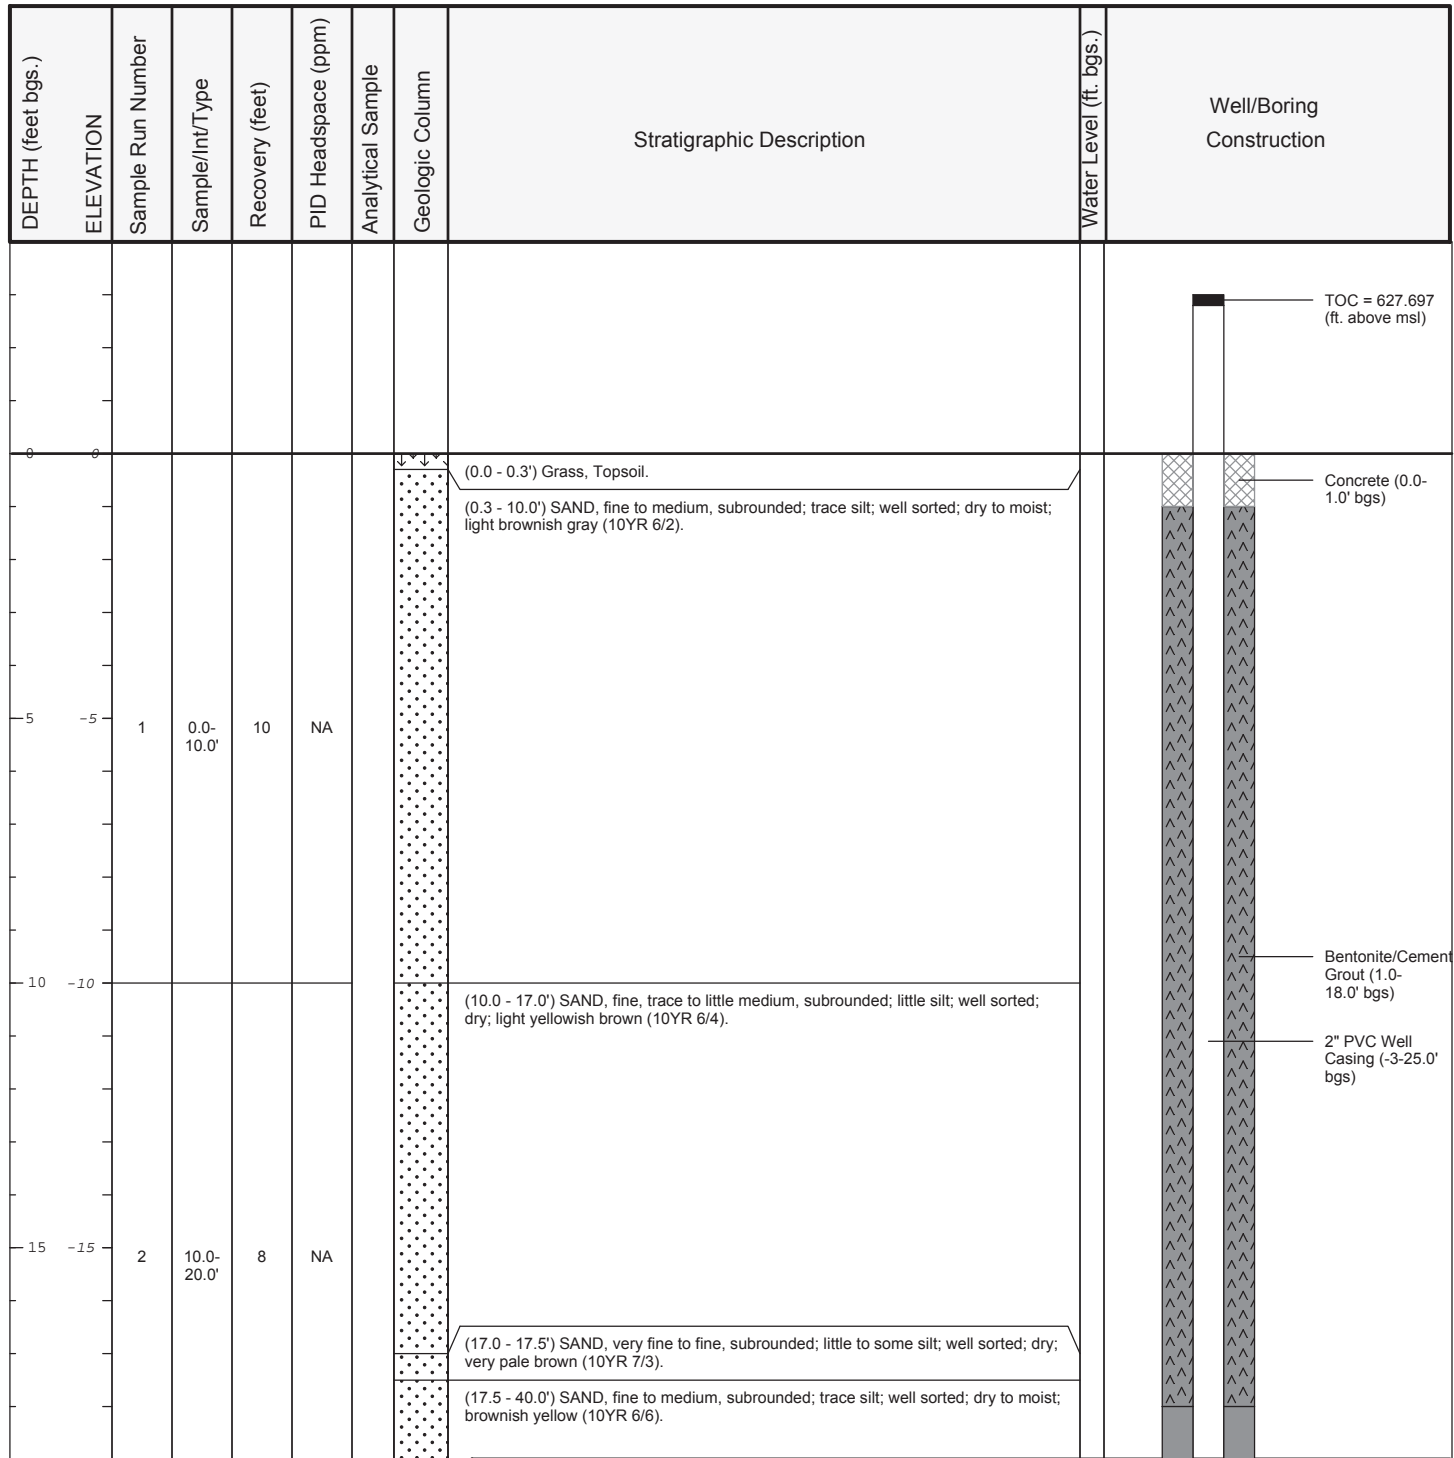 DEPTH (feet bgs.)
ELEVATION
Sample Run Number
Sample/Int/Type
Recovery (feet)
PID Headspace (ppm)
Analytical Sample
Geologic Column
Stratigraphic Description
Water Level (ft. bgs.)
Well/Boring
Construction
TOC = 627.697
(ft. above msl)
0 0
(0.0 - 0.3') Grass, Topsoil.
Concrete (0.0-
1.0' bgs)
(0.3 - 10.0') SAND, fine to medium, subrounded; trace silt; well sorted; dry to moist;
light brownish gray (10YR 6/2).
5 -5
1 0.0- 10 NA
10.0'
Bentonite/Cement
Grout (1.0-
18.0' bgs)
10 -10
(10.0 - 17.0') SAND, fine, trace to little medium, subrounded; little silt; well sorted;
dry; light yellowish brown (10YR 6/4).
2" PVC Well
Casing (-3-25.0'
bgs)
15 -15
2 10.0- 8 NA
20.0'
(17.0 - 17.5') SAND, very fine to fine, subrounded; little to some silt; well sorted; dry;
very pale brown (10YR 7/3).
(17.5 - 40.0') SAND, fine to medium, subrounded; trace silt; well sorted; dry to moist;
brownish yellow (10YR 6/6).